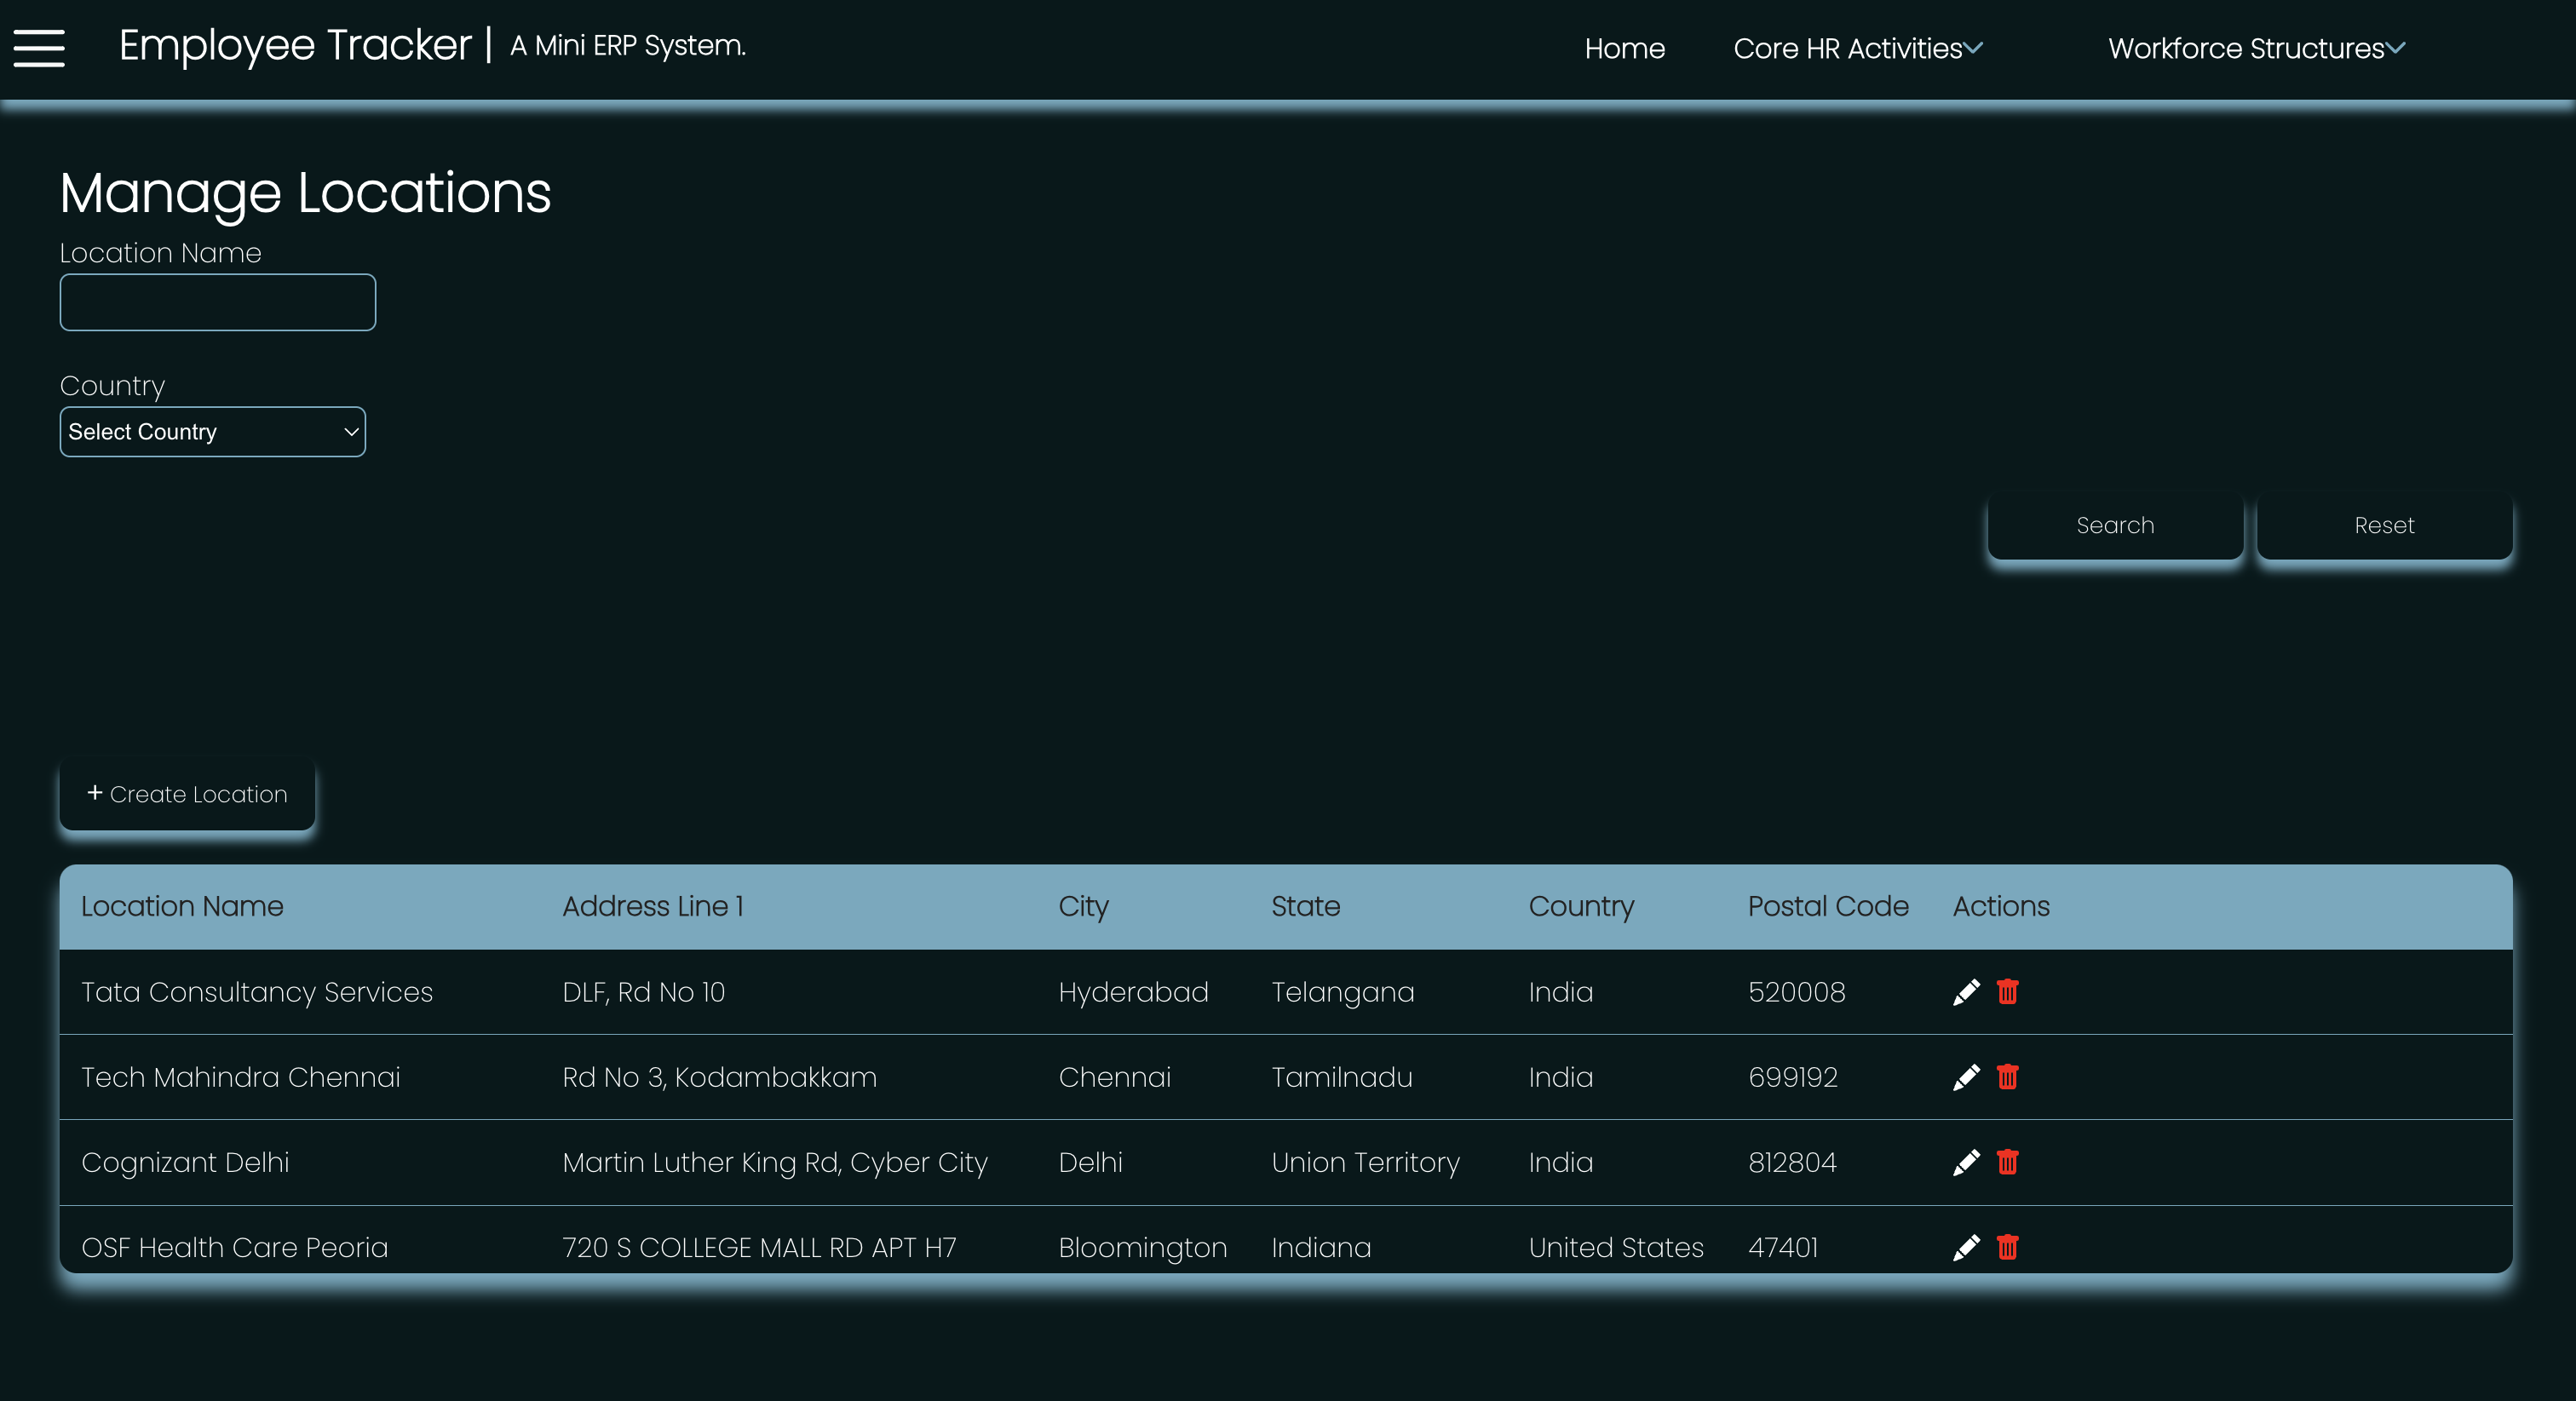 Employee Tracker | A Mini ERP System. Home Core HR Activities Workforce Structures
Manage Locations
Location Name
Country
Select Country
Search Reset
+ Create Location
Location Name Address Line 1 City State Country Postal Code Actions
Tata Consultancy Services DLF, Rd No 10 Hyderabad Telangana India 520008
Tech Mahindra Chennai Rd No 3, Kodambakkam Chennai Tamilnadu India 699192
Cognizant Delhi Martin Luther King Rd, Cyber City Delhi Union Territory India 812804
OSF Health Care Peoria 720 S COLLEGE MALL RD APT H7 Bloomington Indiana United States 47401